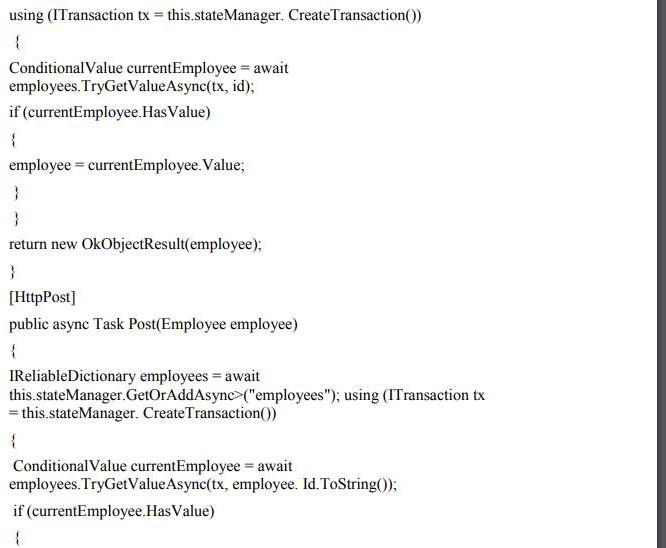 using (ITransaction tx = this.stateManager. CreateTransaction())
{
ConditionalValue currentEmployee = await
employees.TryGetValueAsync(tx, id);
if (currentEmployee.HasValue)
{
employee = currentEmployee.Value;
}
}
return new OkObjectResult(employee);
}
[HttpPost]
public async Task Post(Employee employee)
{
IReliableDictionary employees = await
this.stateManager.GetOrAddAsync>("employees"); using (ITransaction tx
= this.stateManager. CreateTransaction())
{
ConditionalValue currentEmployee = await
employees.TryGetValueAsync(tx, employee. Id.ToString());
if (currentEmployee.HasValue)
{